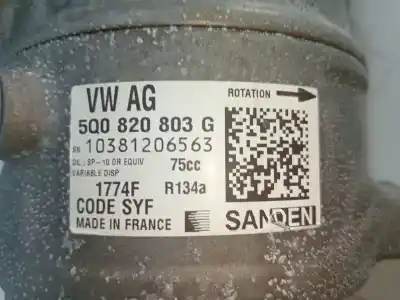 VW AG
ROTATION
5Q0 820 803 G
SN 10381206563
OIL: SP-10 OR EQUIV 75cc
VARIABLE DISP
1774F R134a
CODE SYF
MADE IN FRANCE
SANDEN